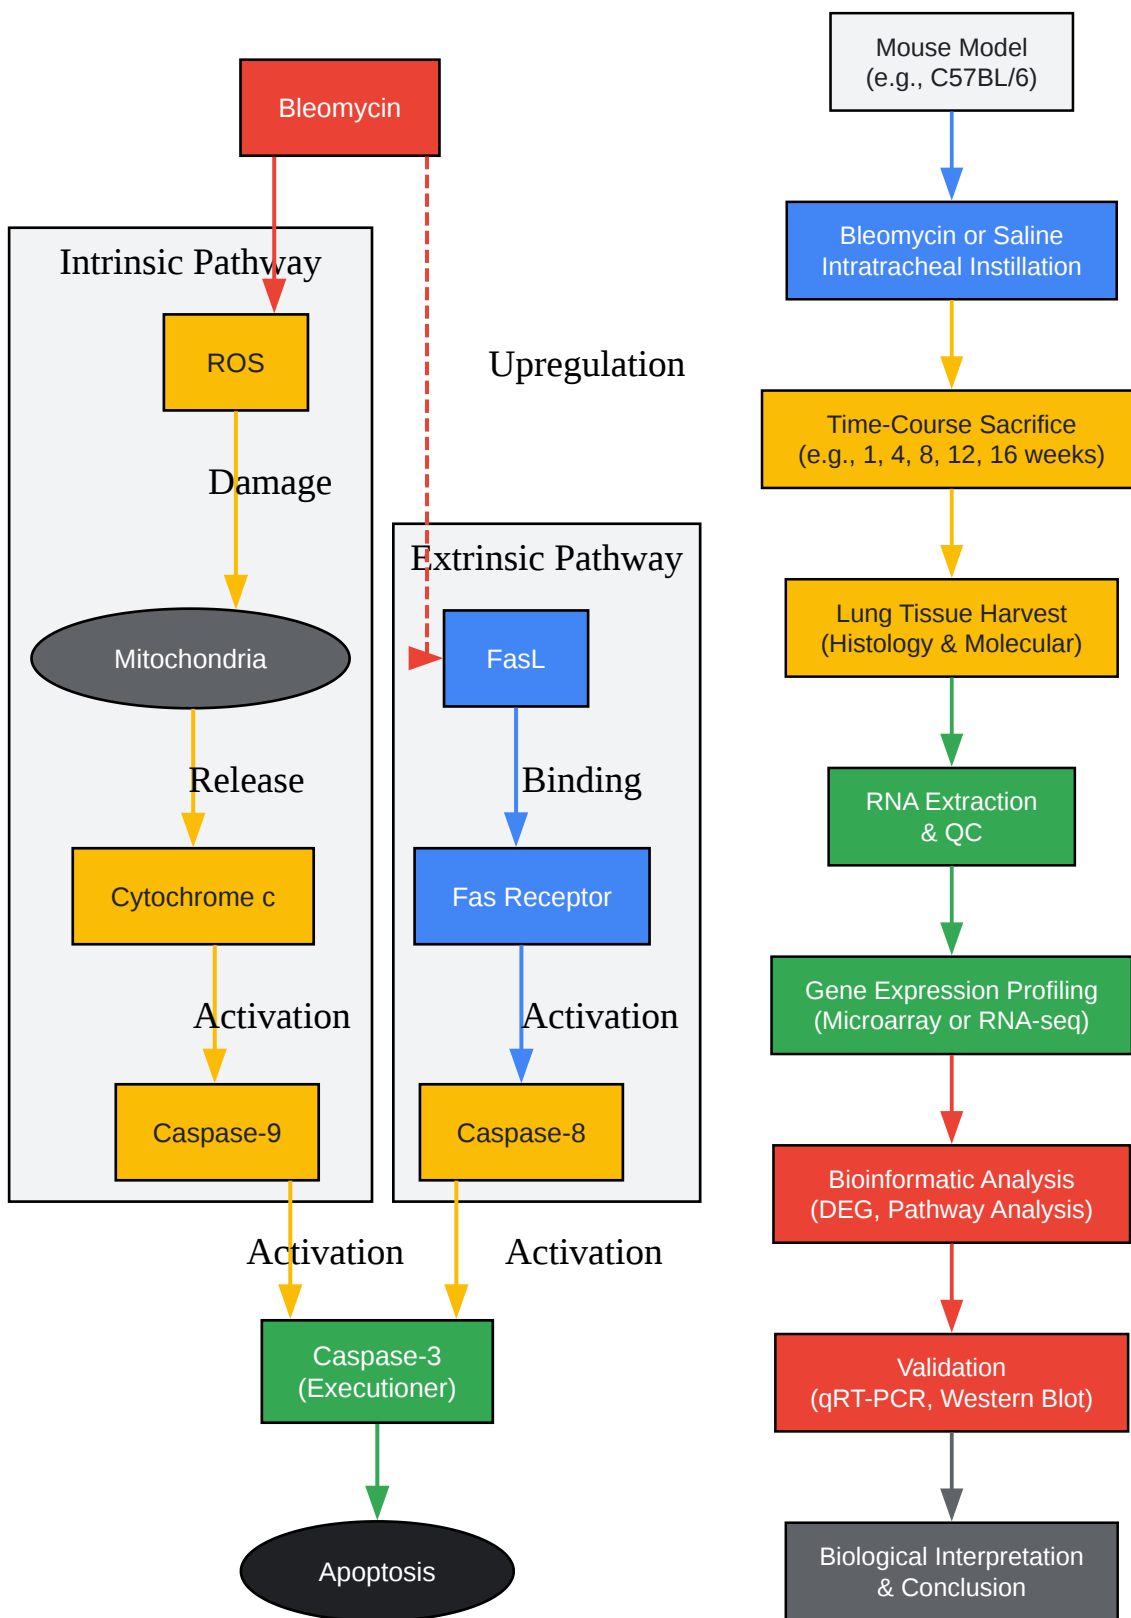 Bleomycin
Intrinsic Pathway
ROS
Upregulation
Damage
Extrinsic Pathway
Mitochondria
FasL
Release
Binding
Cytochrome c
Fas Receptor
Activation
Activation
Caspase-9
Caspase-8
Activation
Activation
Caspase-3
(Executioner)
Apoptosis
Mouse Model
(e.g., C57BL/6)
Bleomycin or Saline
Intratracheal Instillation
Time-Course Sacrifice
(e.g., 1, 4, 8, 12, 16 weeks)
Lung Tissue Harvest
(Histology & Molecular)
RNA Extraction
& QC
Gene Expression Profiling
(Microarray or RNA-seq)
Bioinformatic Analysis
(DEG, Pathway Analysis)
Validation
(qRT-PCR, Western Blot)
Biological Interpretation
& Conclusion